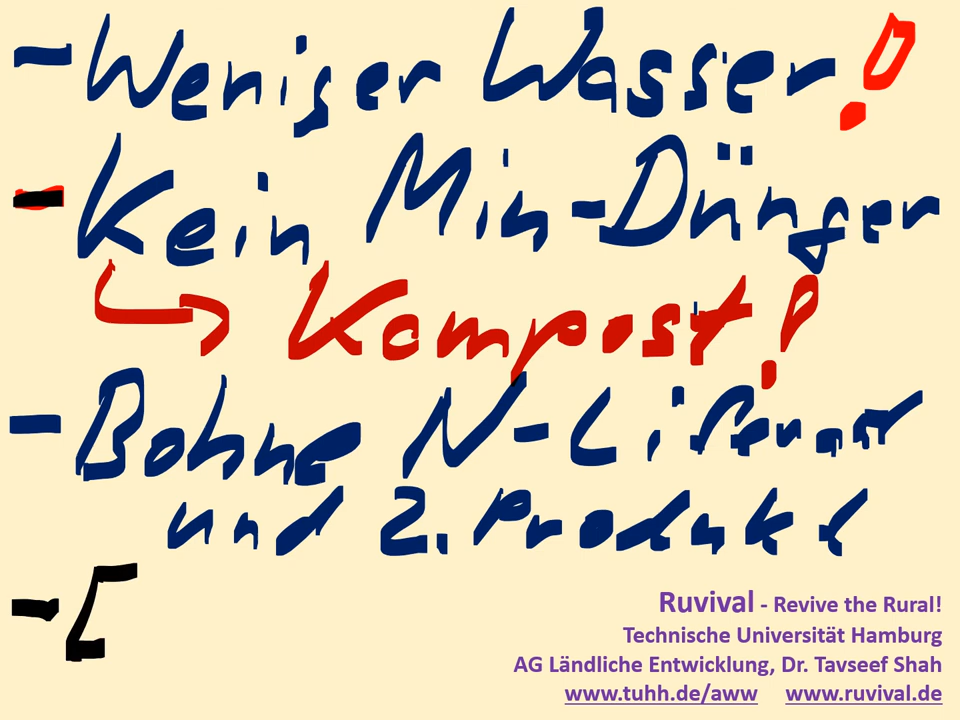 - Weniger Wasser!
- Kein Min-Dünger
↳ Kompost!
- Bohne N-Liferant
und 2. Produkt
-
Ruvival - Revive the Rural!
Technische Universität Hamburg
AG Ländliche Entwicklung, Dr. Tavseef Shah
www.tuhh.de/aww www.ruvival.de